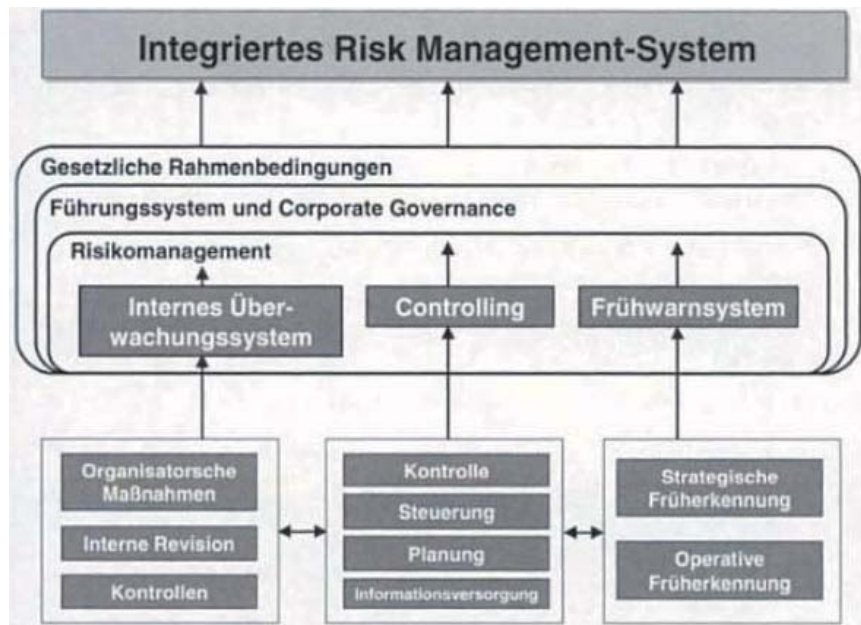 Integriertes Risk Management-System
Gesetzliche Rahmenbedingungen
Führungssystem und Corporate Governance
Risikomanagement
Internes Über-
wachungssystem
Controlling
Frühwarnsystem
Organisatorsche
Maßnahmen
Interne Revision
Kontrollen
Kontrolle
Steuerung
Planung
Informationsversorgung
Strategische
Früherkennung
Operative
Früherkennung